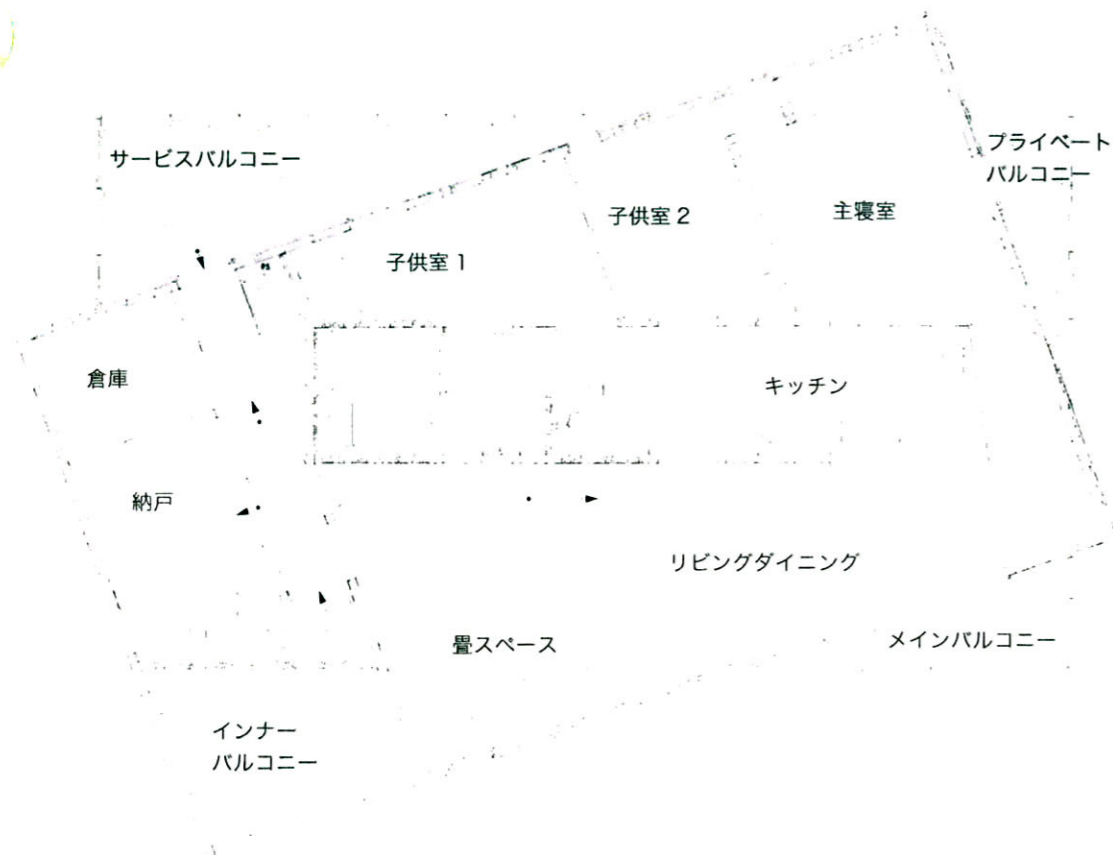 サービスバルコニー
プライベート
バルコニー
子供室2
主寝室
子供室1
倉庫
キッチン
納戸
リビングダイニング
畳スペース
メインバルコニー
インナー
バルコニー